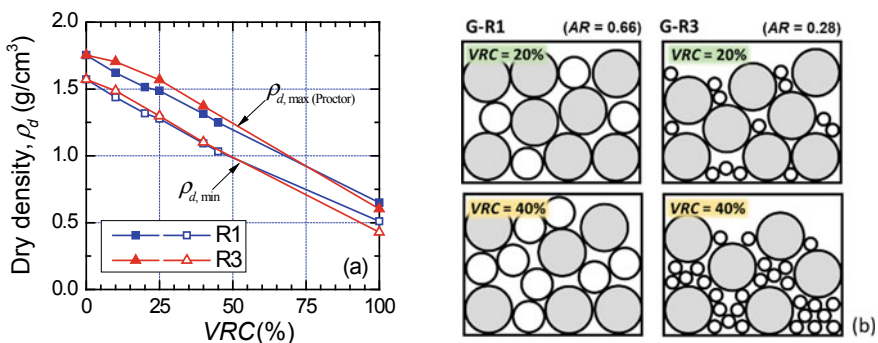 2.0
1.5
1.0
0.5
0.0
Dry density, ρd (g/cm³)
ρd, max (Proctor)
ρd, min
R1
R3
(a)
0 25 50 75 100
VRC(%)
G-R1 (AR = 0.66)
VRC = 20%
VRC = 40%
G-R3 (AR = 0.28)
VRC = 20%
VRC = 40%
(b)